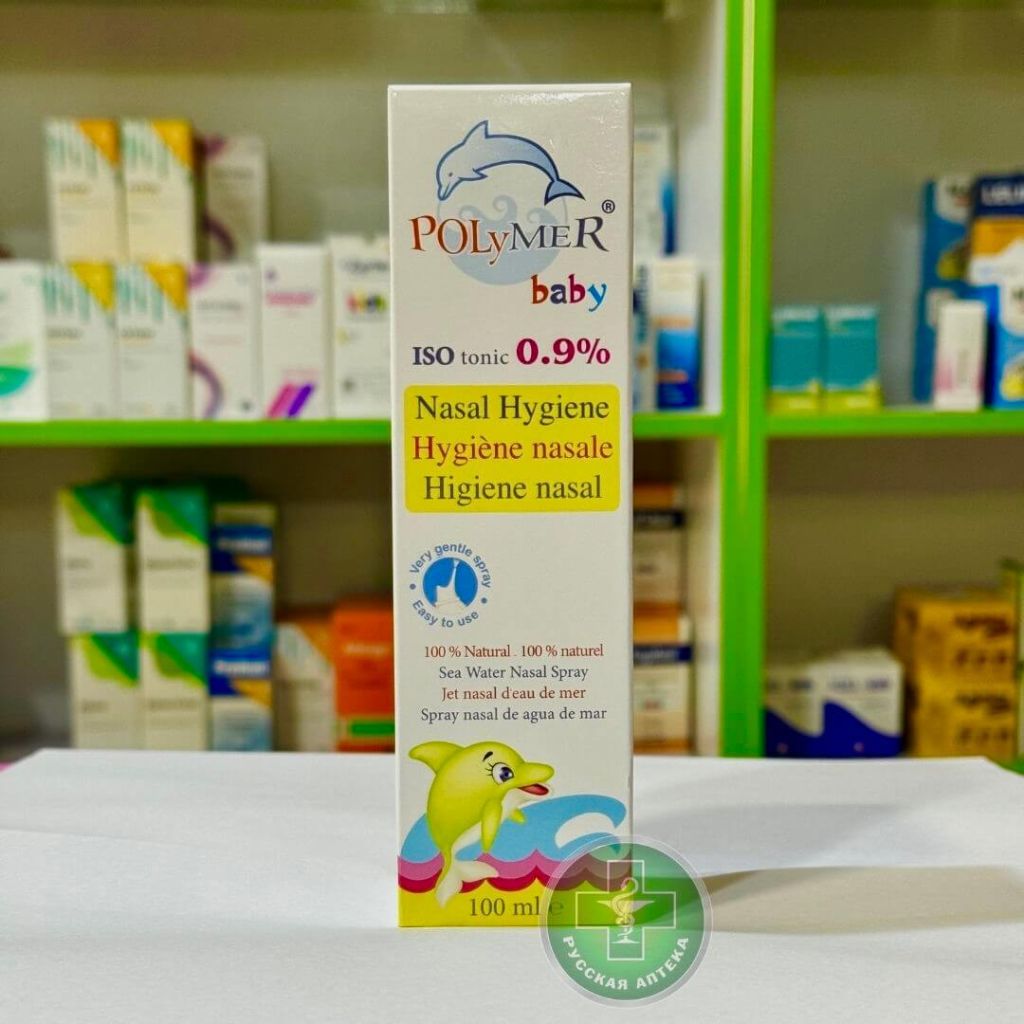 POLyMER®
baby
ISO tonic 0.9%
Nasal Hygiene
Hygiène nasale
Higiene nasal
Very gentle spray
Easy to use
100 % Natural . 100 % naturel
Sea Water Nasal Spray
Jet nasal d'eau de mer
Spray nasal de agua de mar
100 ml e
РУССКАЯ АПТЕКА